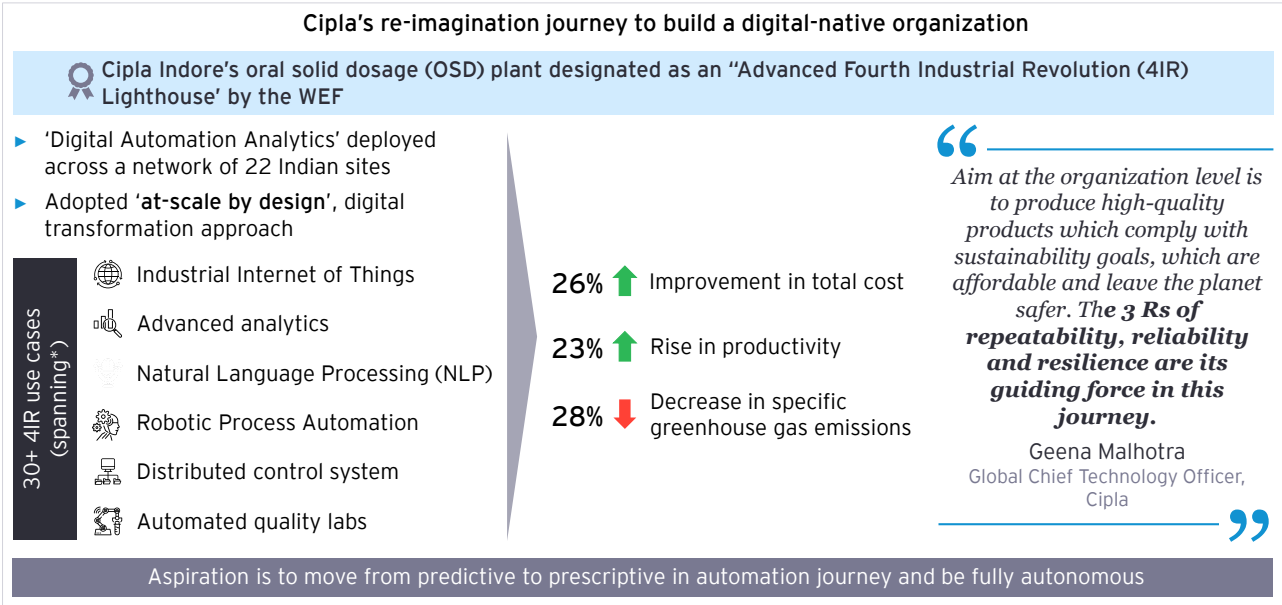 Cipla's re-imagination journey to build a digital-native organization
Cipla Indore's oral solid dosage (OSD) plant designated as an "Advanced Fourth Industrial Revolution (4IR)
Lighthouse' by the WEF
► 'Digital Automation Analytics' deployed
across a network of 22 Indian sites
► Adopted 'at-scale by design', digital
transformation approach
30+ 4IR use cases
(spanning*)
Industrial Internet of Things
Advanced analytics
Natural Language Processing (NLP)
Robotic Process Automation
Distributed control system
Automated quality labs
26% Improvement in total cost
23% Rise in productivity
28% Decrease in specific
greenhouse gas emissions
“
Aim at the organization level is
to produce high-quality
products which comply with
sustainability goals, which are
affordable and leave the planet
safer. The 3 Rs of
repeatability, reliability
and resilience are its
guiding force in this
journey.
Geena Malhotra
Global Chief Technology Officer,
Cipla
”
Aspiration is to move from predictive to prescriptive in automation journey and be fully autonomous